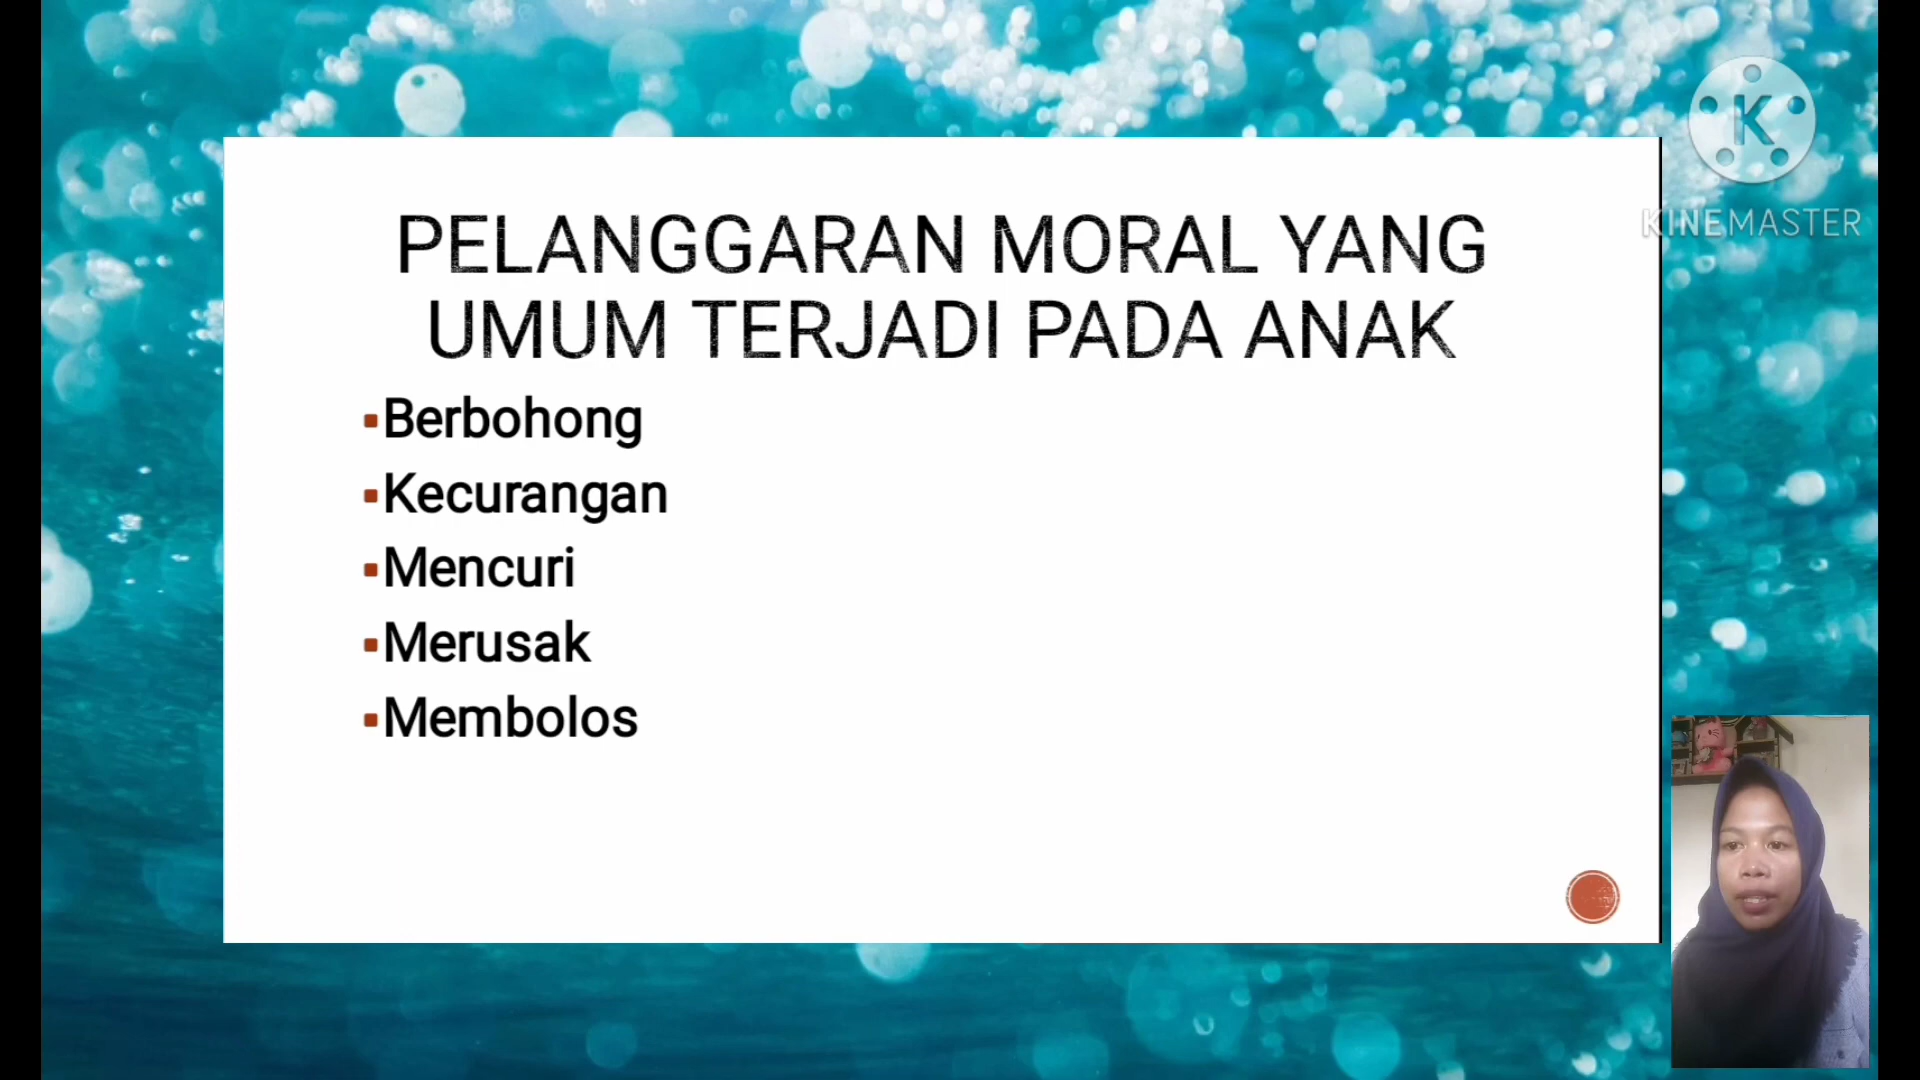 PELANGGARAN MORAL YANG
UMUM TERJADI PADA ANAK
Berbohong
Kecurangan
Mencuri
Merusak
Membolos
K
KINEMASTER